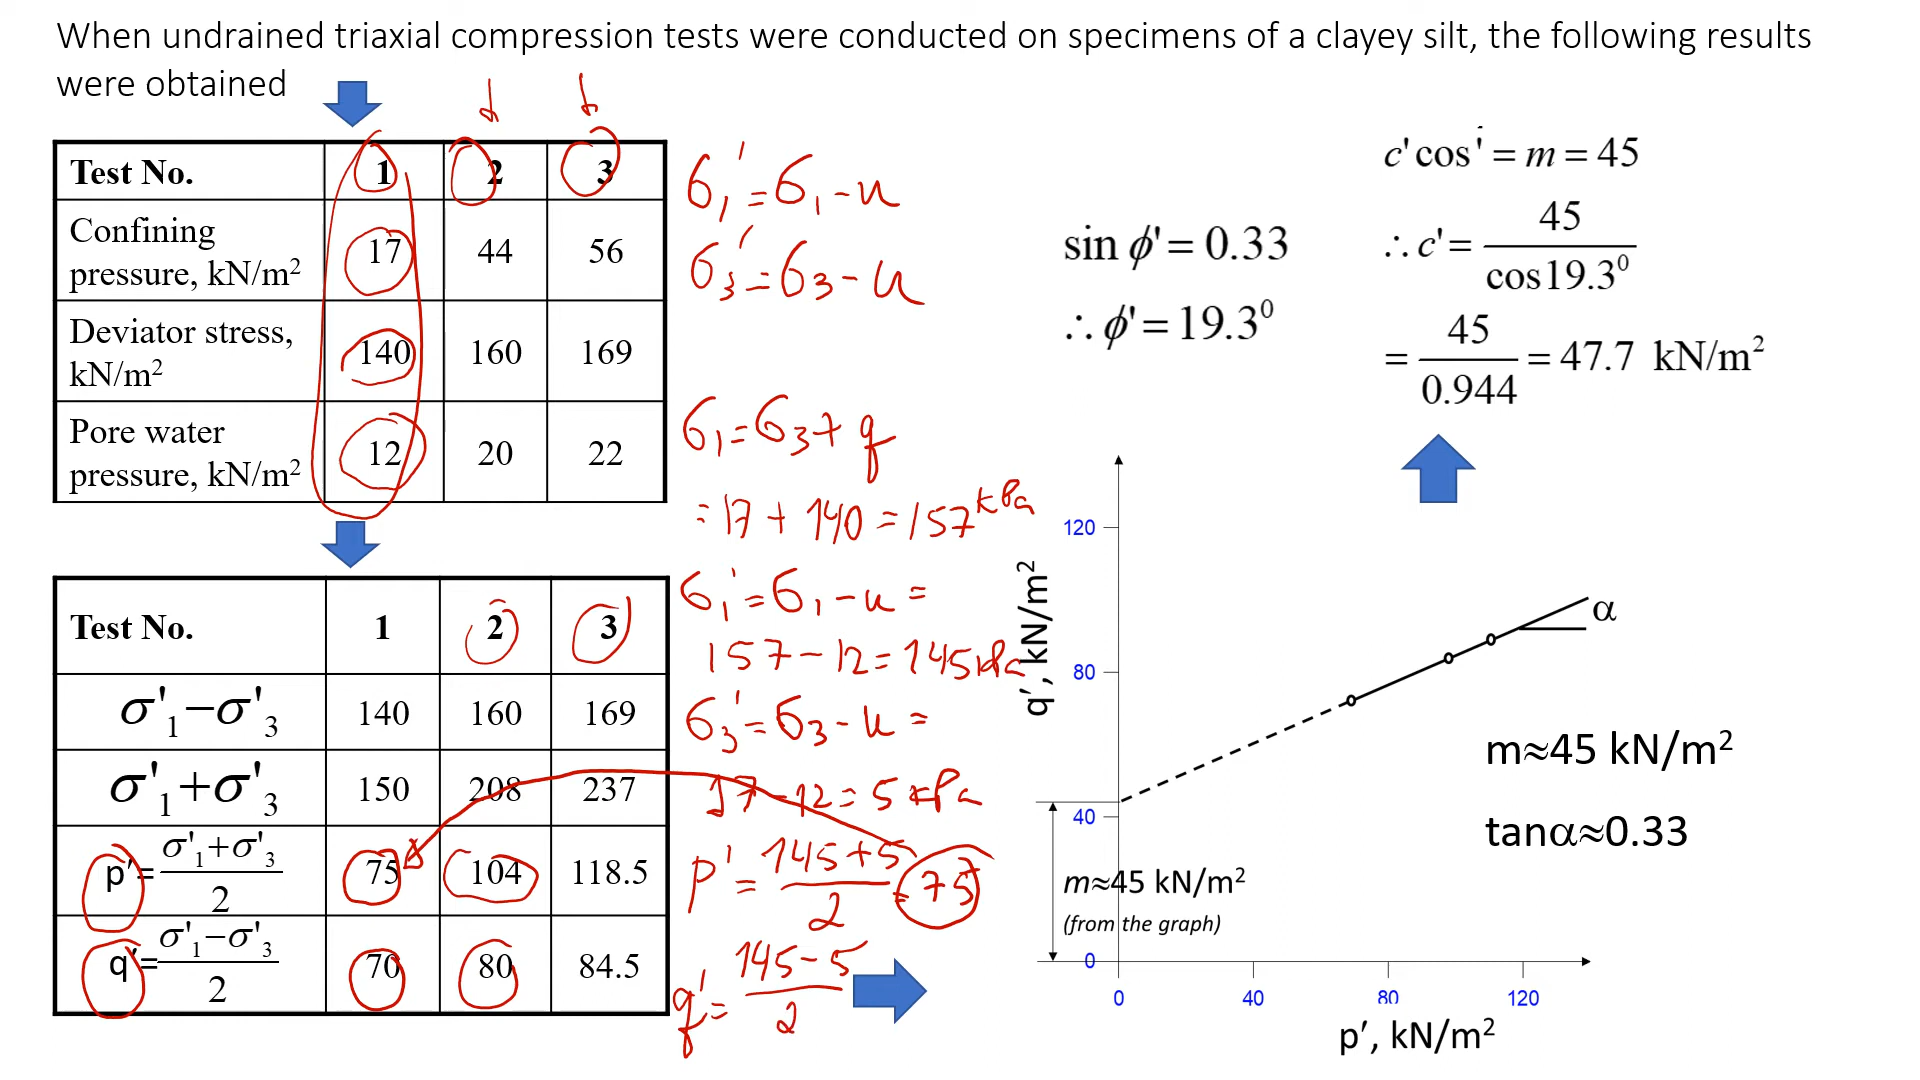 When undrained triaxial compression tests were conducted on specimens of a clayey silt, the following results
were obtained
Test No. 1 2 3
Confining
pressure, kN/m² 17 44 56
Deviator stress,
kN/m² 140 160 169
Pore water
pressure, kN/m² 12 20 22
Test No. 1 2 3
σ'₁−σ'₃ 140 160 169
σ'₁+σ'₃ 150 208 237
p'= (σ'₁+σ'₃)/2 75 104 118.5
q'= (σ'₁−σ'₃)/2 70 80 84.5
σ₁' = σ₁ − u
σ₃' = σ₃ − u
σ₁ = σ₃ + q
= 17 + 140 = 157 kPa
σ₁' = σ₁ − u =
157 − 12 = 145 kPa
σ₃' = σ₃ − u =
17 − 12 = 5 kPa
p' = (145+5)/2 = 75
q' = (145−5)/2
sin ϕ' = 0.33
∴ ϕ' = 19.3⁰
c' cos ' = m = 45
∴ c' = 45/cos19.3⁰
= 45/0.944 = 47.7 kN/m²
q', kN/m²
120
80
40
0
α
m≈45 kN/m²
tanα≈0.33
m≈45 kN/m²
(from the graph)
0 40 80 120
p', kN/m²